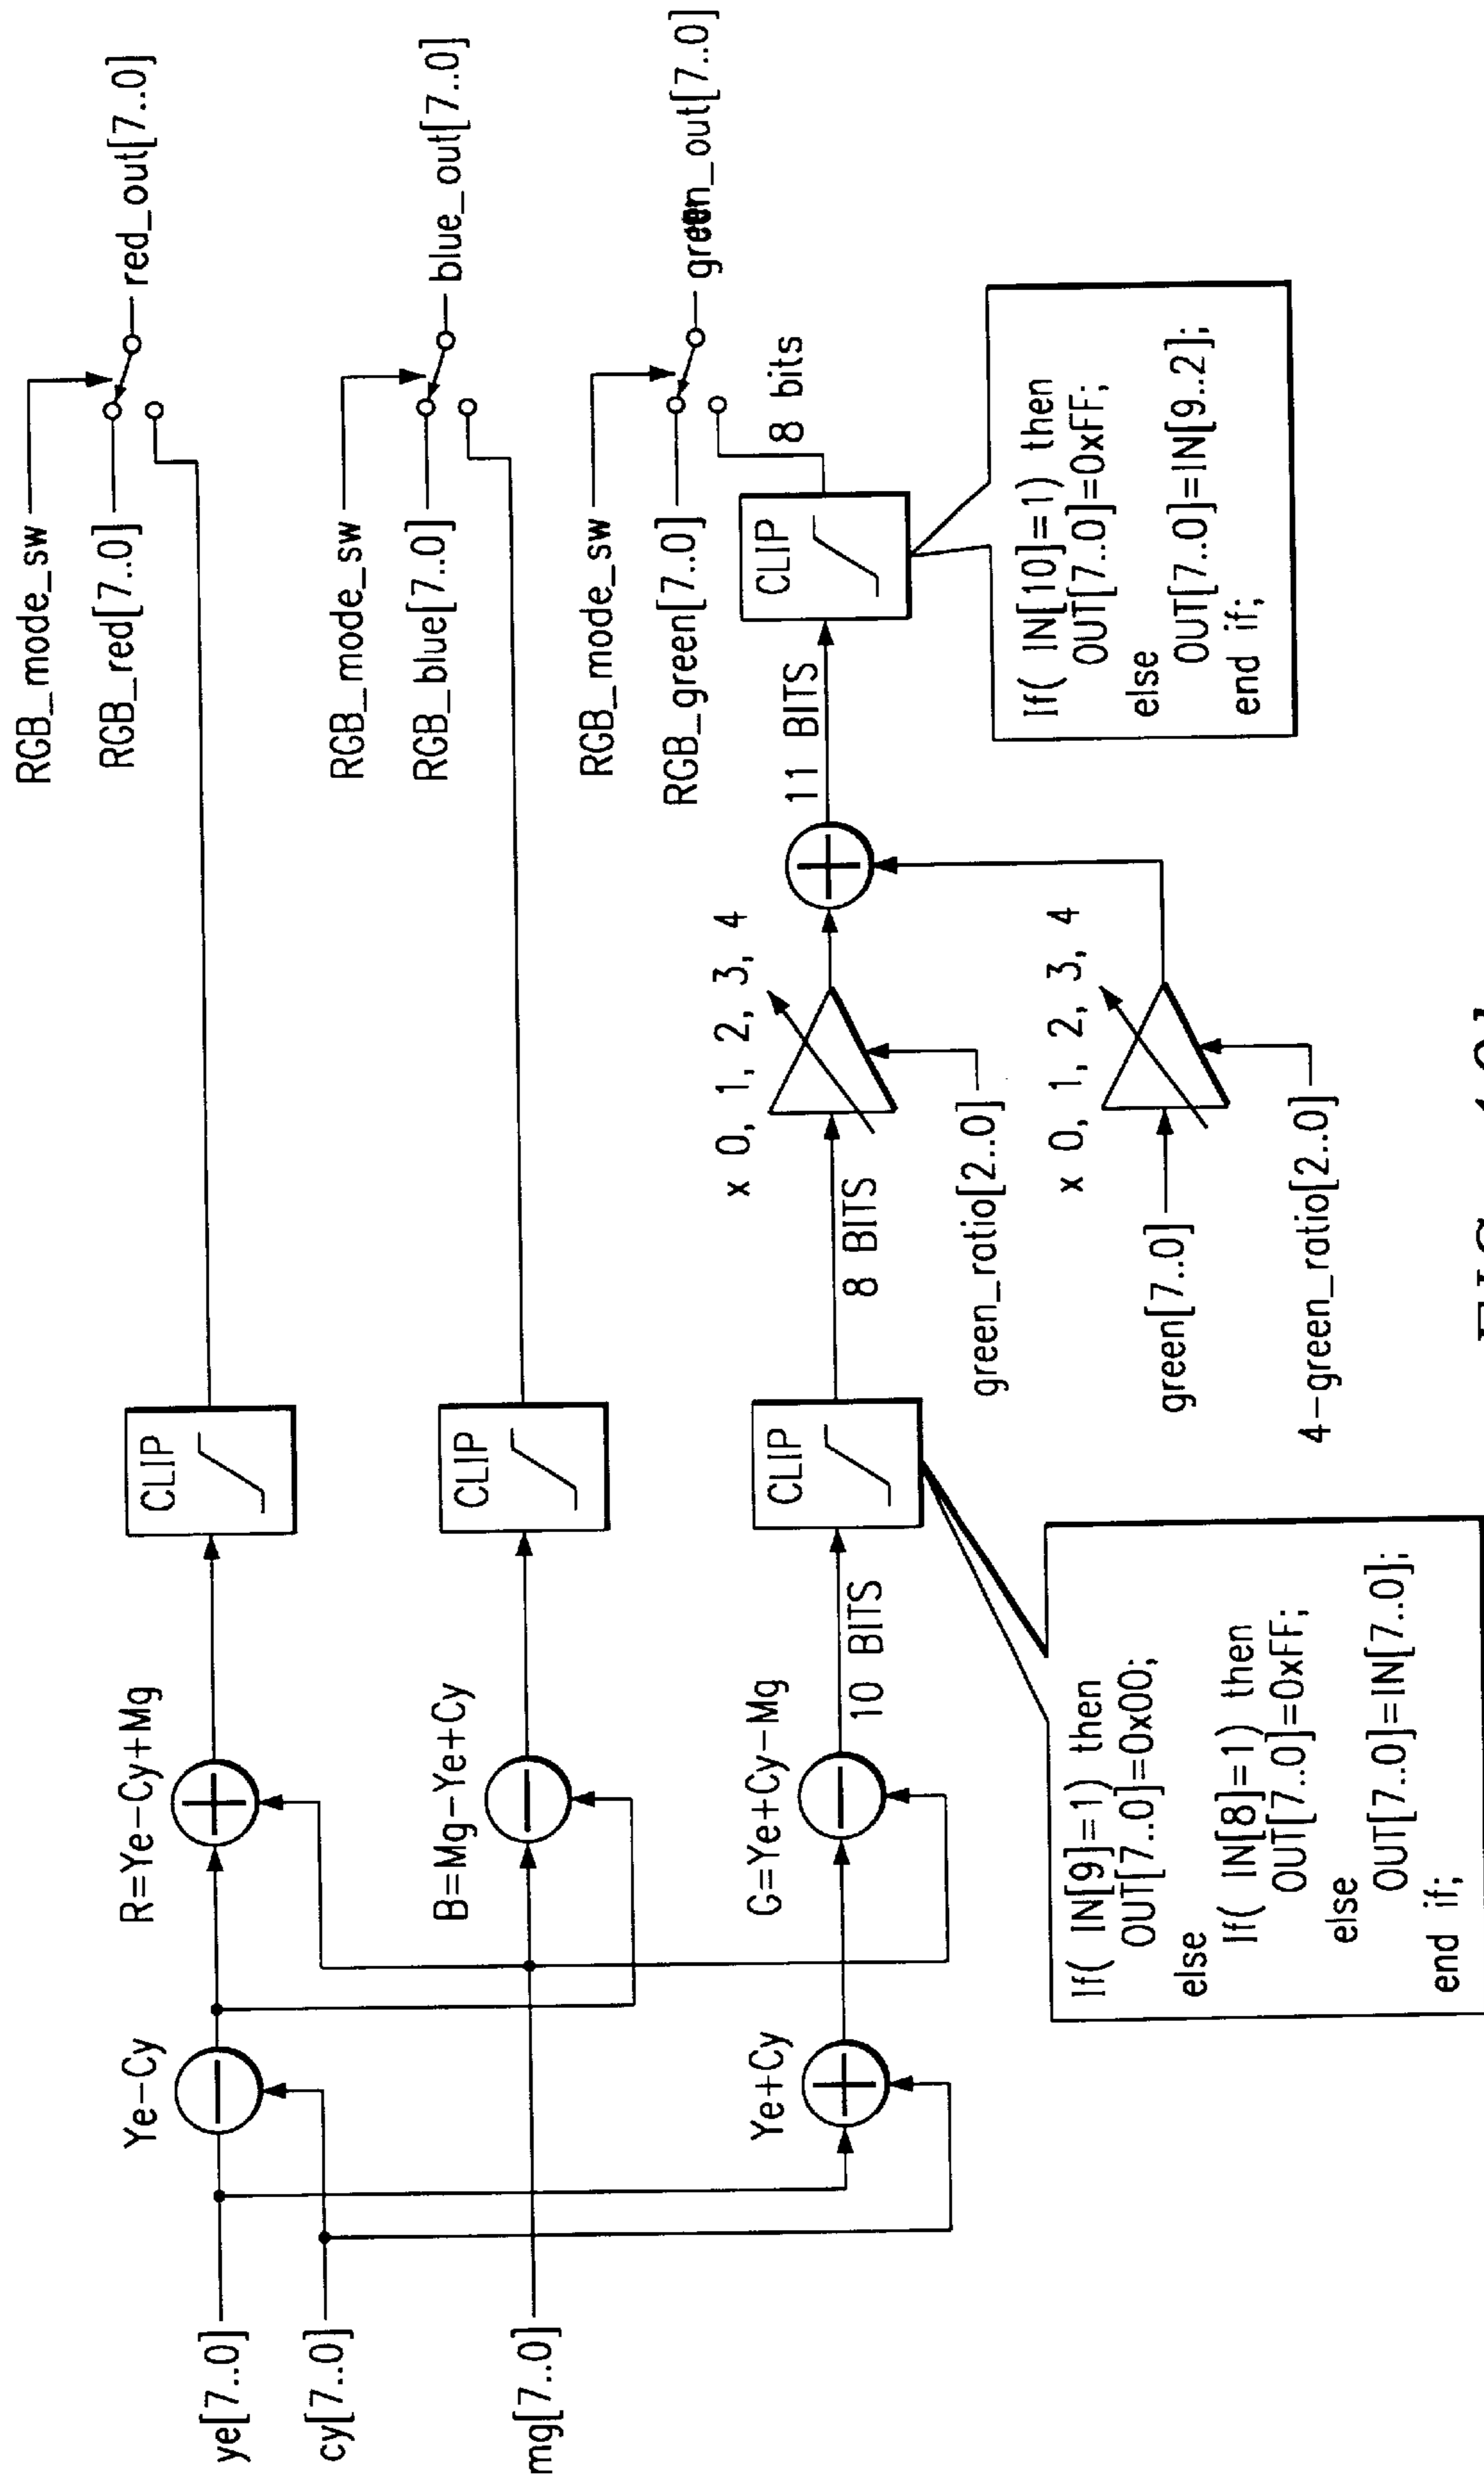 RGB_mode_sw
RGB_red[7..0]
red_out[7..0]
RGB_mode_sw
RGB_blue[7..0]
blue_out[7..0]
RGB_mode_sw
RGB_green[7..0]
green_out[7..0]
ye[7..0]
cy[7..0]
mg[7..0]
Ye-Cy
R=Ye-Cy+Mg
CLIP
B=Mg-Ye+Cy
CLIP
Ye+Cy
G=Ye+Cy-Mg
10 BITS
CLIP
8 BITS
x 0, 1, 2, 3, 4
green_ratio[2..0]
11 BITS
CLIP
8 bits
green[7..0]
x 0, 1, 2, 3, 4
4-green_ratio[2..0]
If( IN[9]=1) then
OUT[7..0]=0x00;
else
If( IN[8]=1) then
OUT[7..0]=0xFF;
else
OUT[7..0]=IN[7..0];
end if;
If( IN[10]=1) then
OUT[7..0]=0xFF;
else
OUT[7..0]=IN[9..2];
end if;